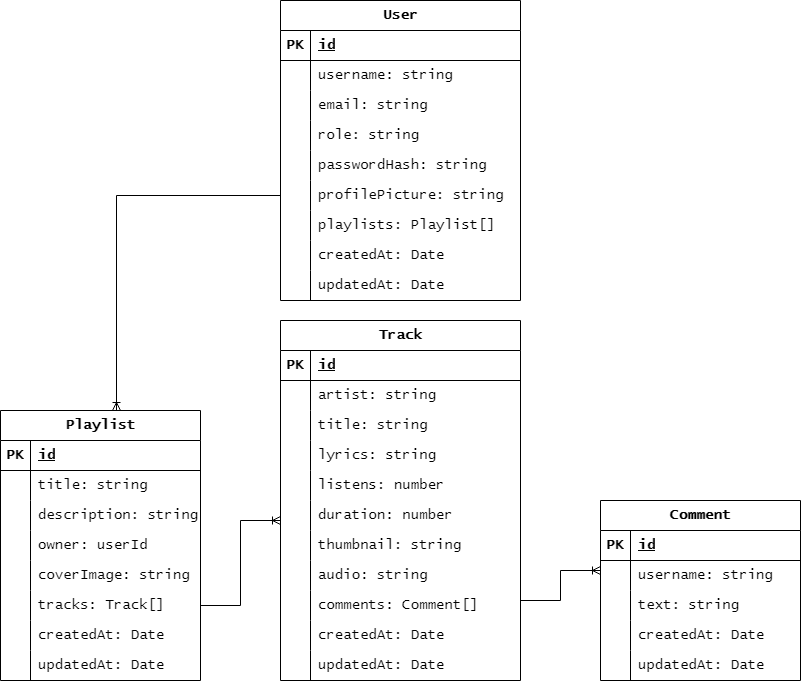 User
PK id
username: string
email: string
role: string
passwordHash: string
profilePicture: string
playlists: Playlist[]
createdAt: Date
updatedAt: Date
Track
PK id
artist: string
title: string
lyrics: string
listens: number
duration: number
thumbnail: string
audio: string
comments: Comment[]
createdAt: Date
updatedAt: Date
Playlist
PK id
title: string
description: string
owner: userId
coverImage: string
tracks: Track[]
createdAt: Date
updatedAt: Date
Comment
PK id
username: string
text: string
createdAt: Date
updatedAt: Date